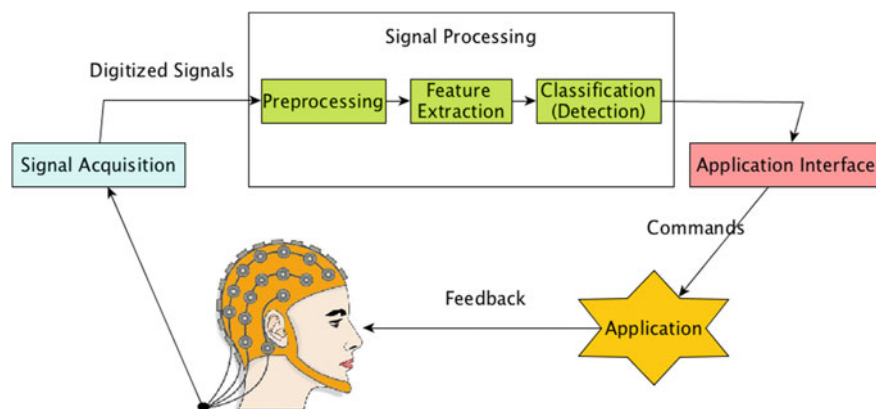 Signal Processing
Digitized Signals
Preprocessing
Feature
Extraction
Classification
(Detection)
Signal Acquisition
Application Interface
Commands
Feedback
Application